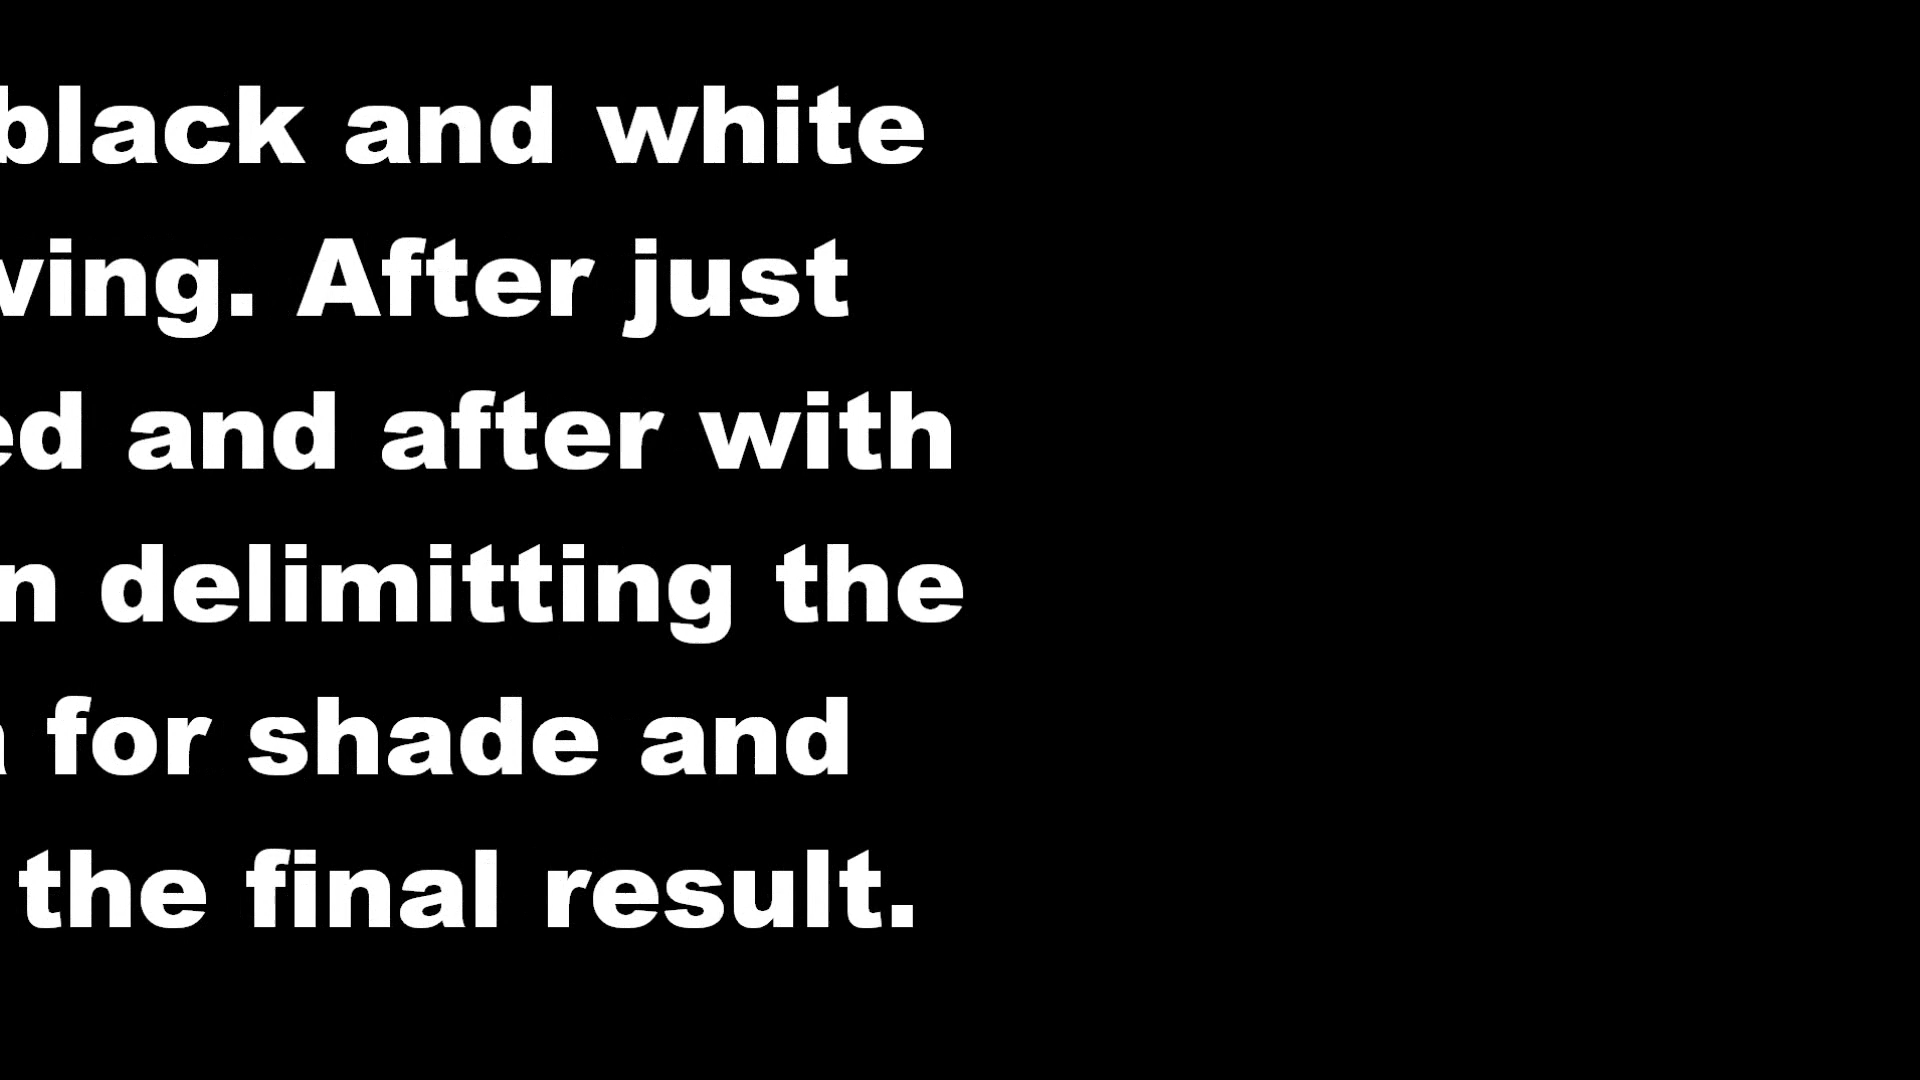 black and white
ving. After just
ed and after with
n delimitting the
for shade and
the final result.